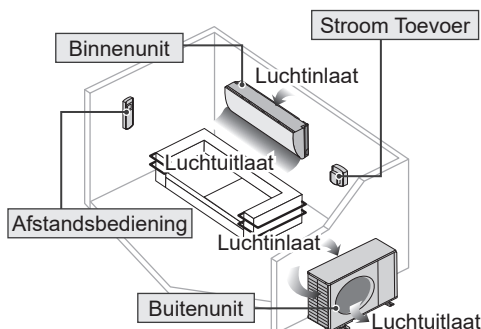 Stroom Toevoer
Binnenunit
Luchtinlaat
Luchtuitlaat
Afstandsbediening
Luchtinlaat
Buitenunit
Luchtuitlaat